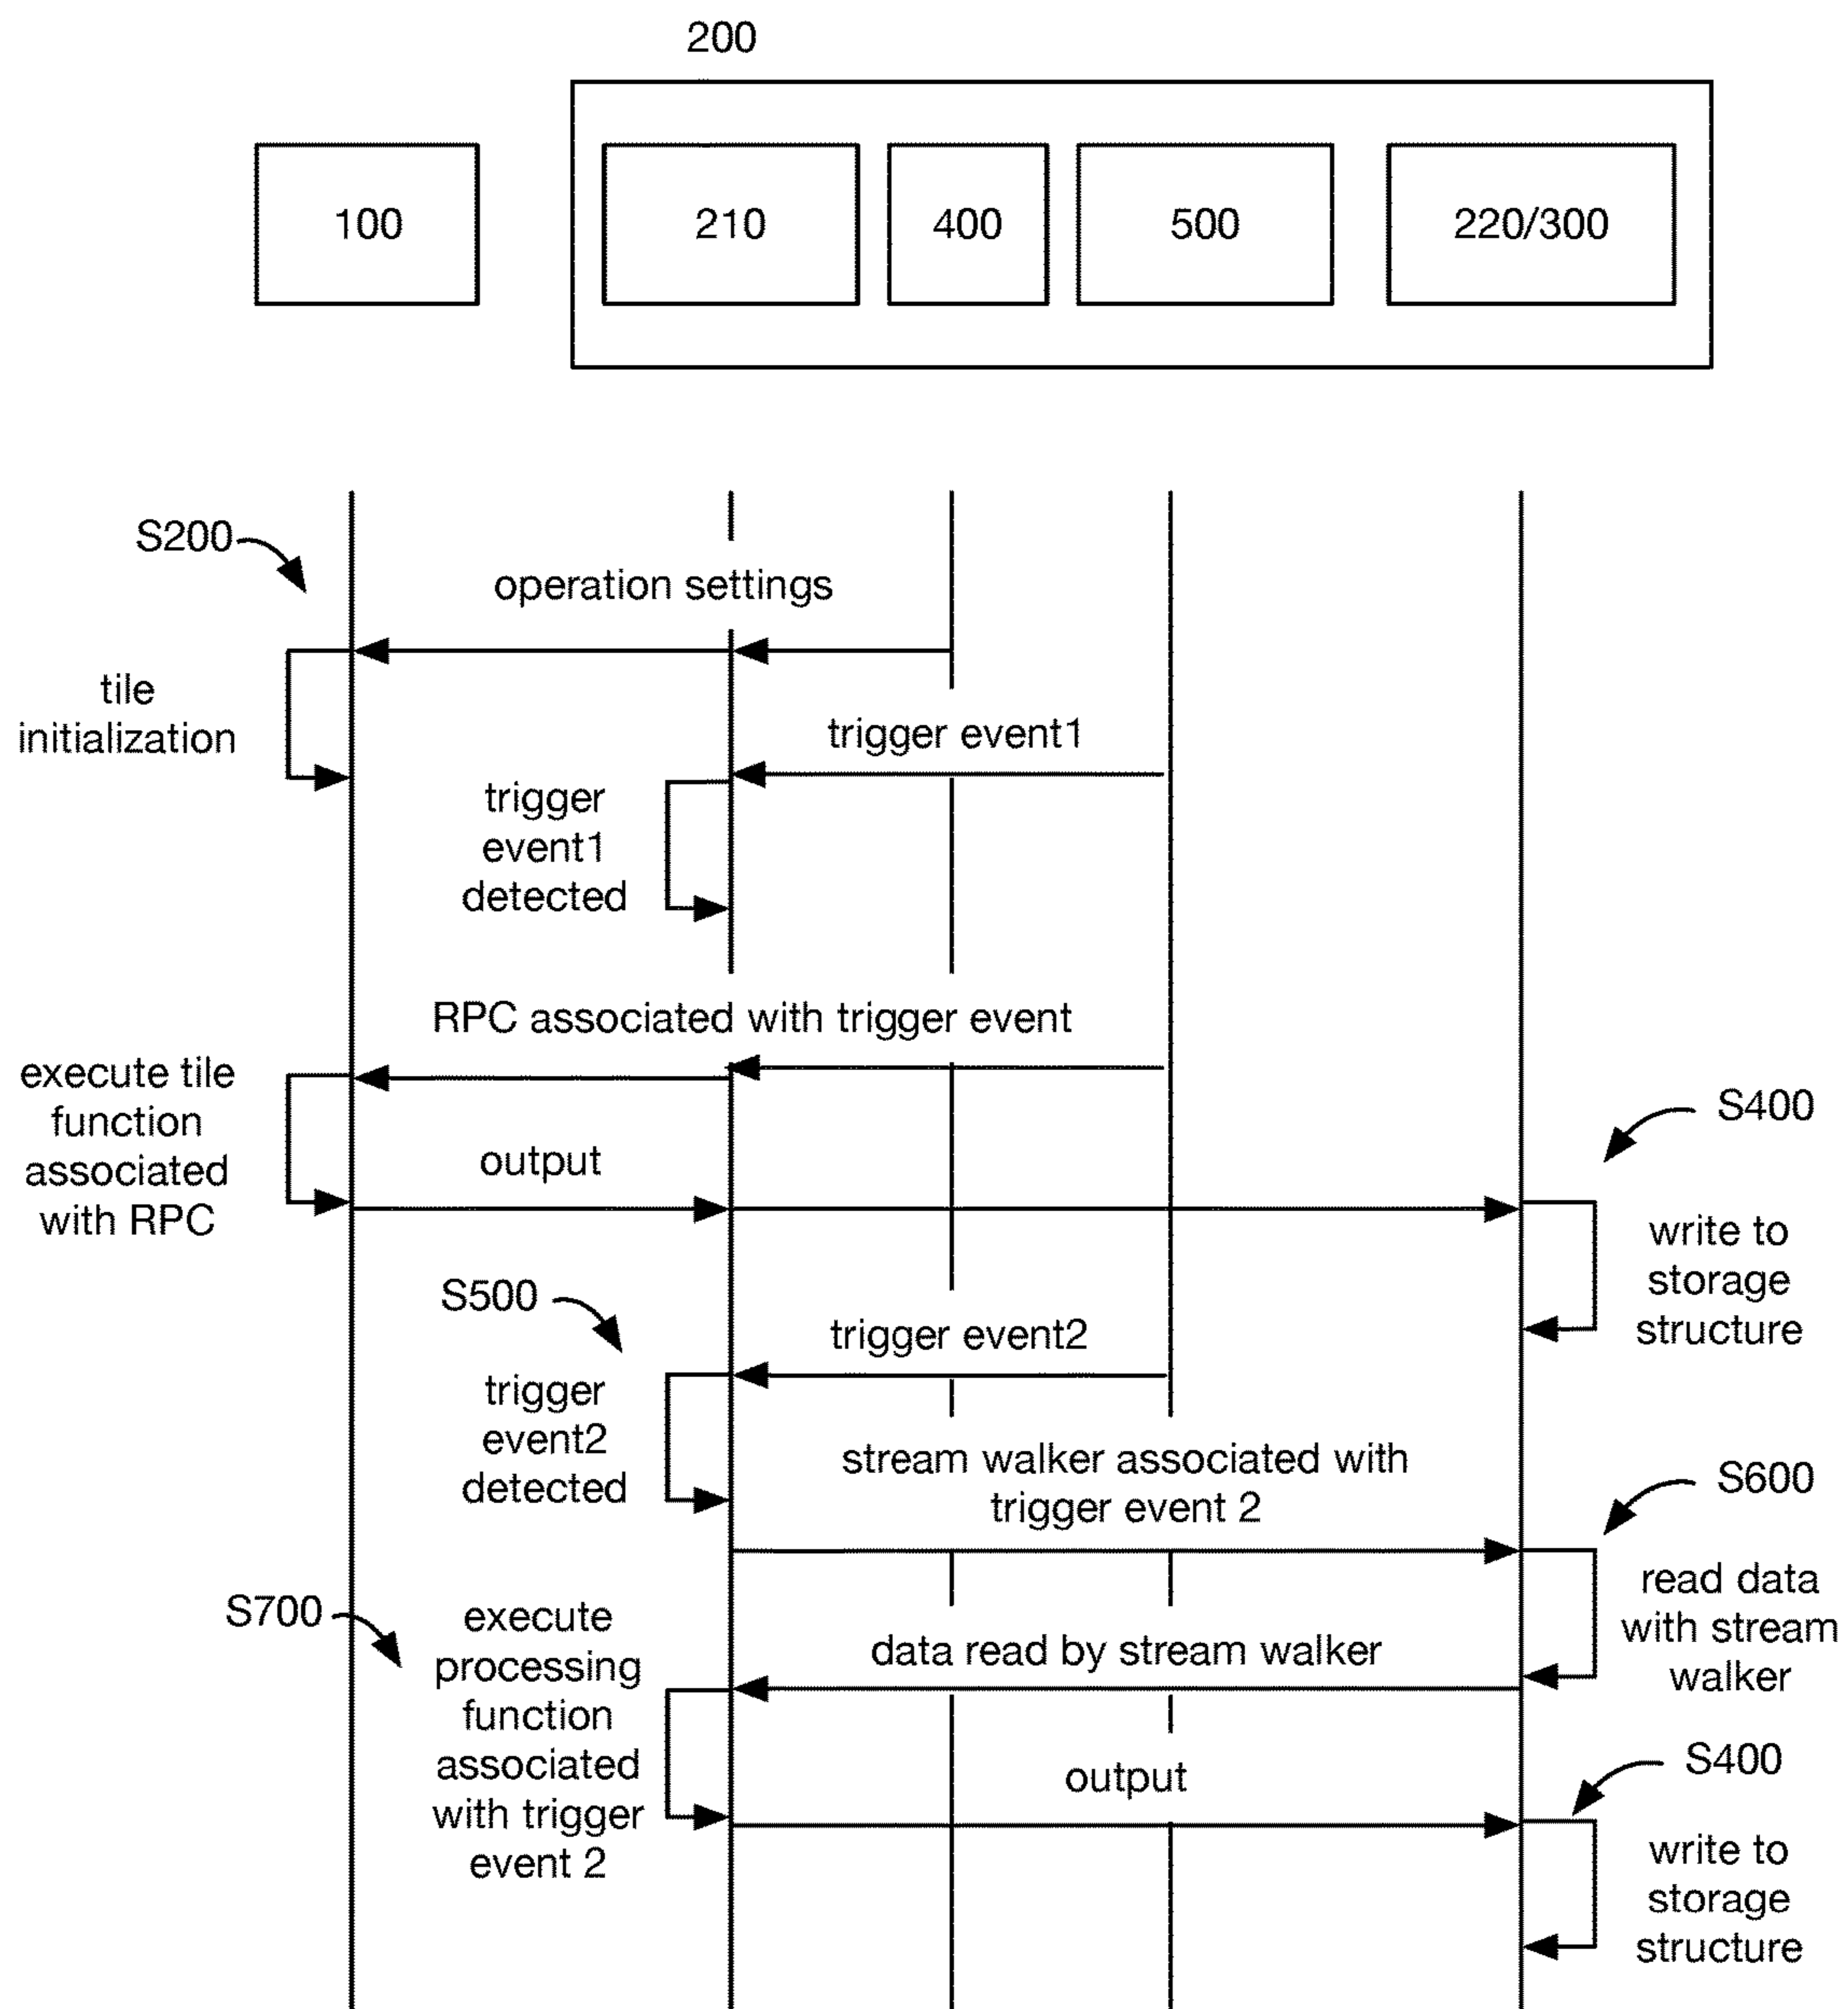 200
100
210
400
500
220/300
S200
operation settings
tile
initialization
trigger event1
trigger
event1
detected
RPC associated with trigger event
execute tile
function
associated
with RPC
output
S400
write to
storage
structure
S500
trigger event2
trigger
event2
detected
stream walker associated with
trigger event 2
S600
read data
with stream
walker
S700
execute
processing
function
associated
with trigger
event 2
data read by stream walker
output
S400
write to
storage
structure